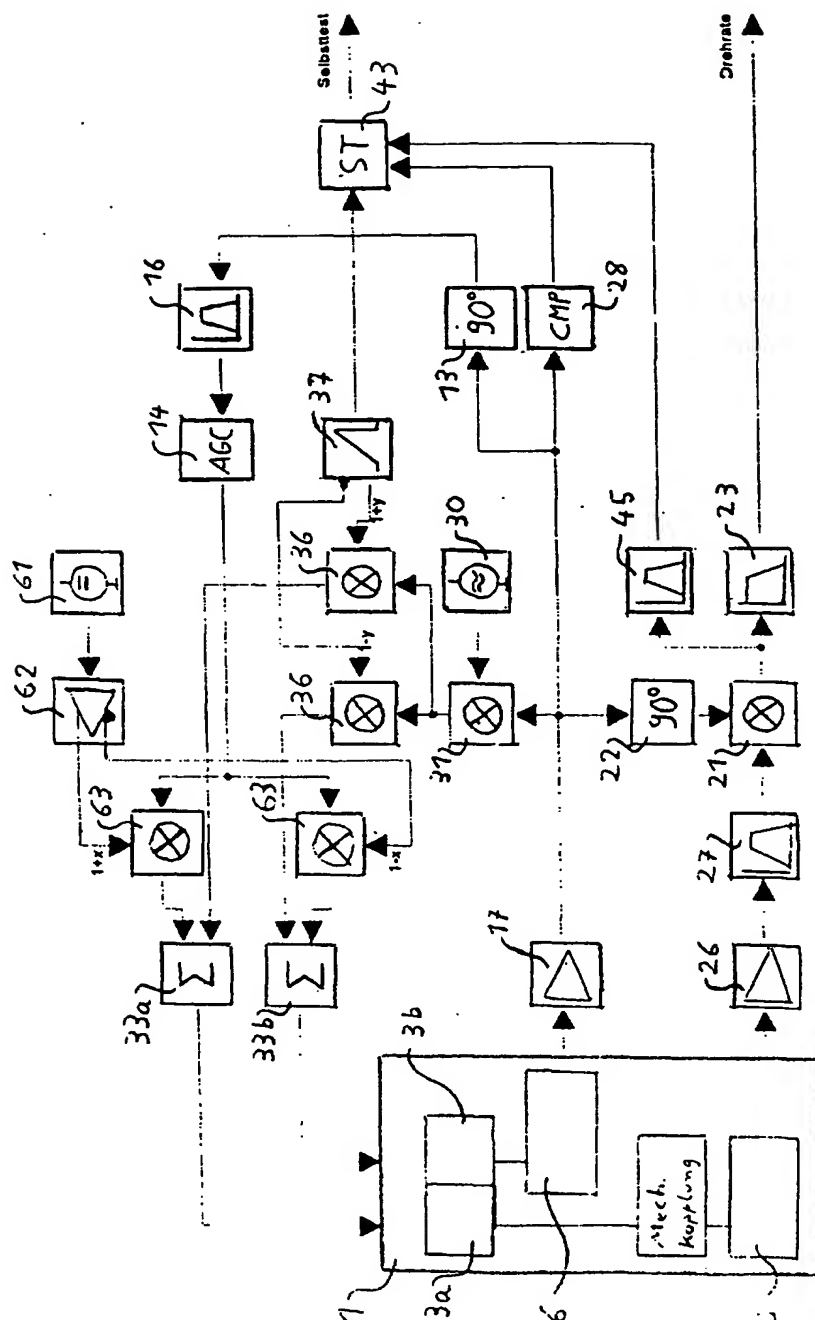 Selbsttest
Drehrate
43
ST
16
14
AGC
37
1+y
1-y
13
90°
CMP
28
61
=
62
36
36
30
≈
31
45
23
22
90°
21
63
1+x
63
1-x
27
17
26
33a
Σ
33b
Σ
3b
1
3a
6
Mech.
Kopplung